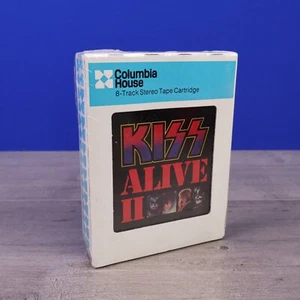 Columbia
House
8-Track Stereo Tape Cartridge
KISS
ALIVE
II